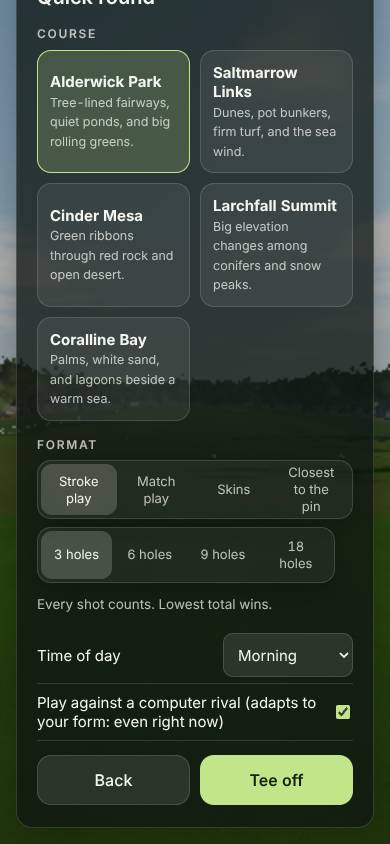 Quick round
COURSE
Alderwick Park
Tree-lined fairways,
quiet ponds, and big
rolling greens.
Saltmarrow
Links
Dunes, pot bunkers,
firm turf, and the sea
wind.
Cinder Mesa
Green ribbons
through red rock and
open desert.
Larchfall Summit
Big elevation
changes among
conifers and snow
peaks.
Coralline Bay
Palms, white sand,
and lagoons beside a
warm sea.
FORMAT
Stroke
play
Match
play
Skins
Closest
to the
pin
3 holes
6 holes
9 holes
18
holes
Every shot counts. Lowest total wins.
Time of day
Morning
Play against a computer rival (adapts to
your form: even right now)
Back
Tee off